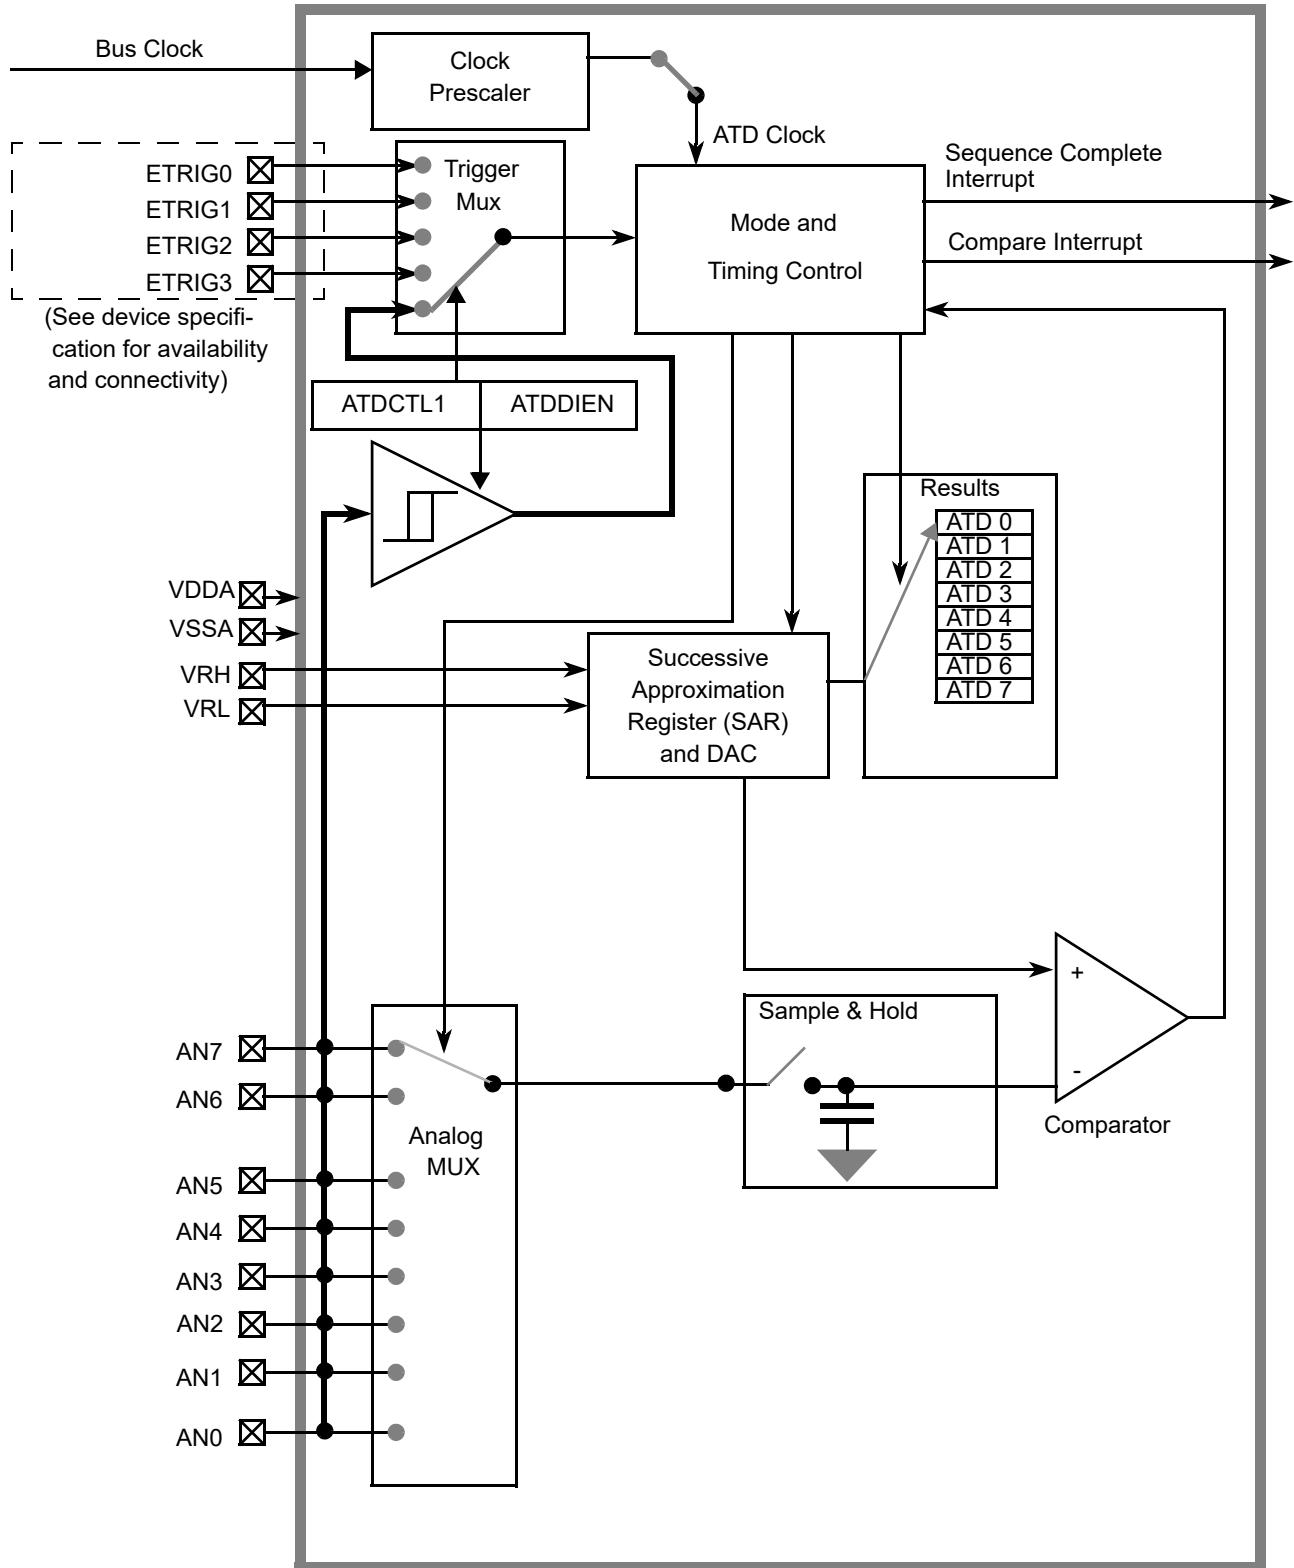 Bus Clock
Clock
Prescaler
ATD Clock
ETRIG0
ETRIG1
ETRIG2
ETRIG3
(See device specifi-
cation for availability
and connectivity)
Trigger
Mux
Mode and
Timing Control
Sequence Complete
Interrupt
Compare Interrupt
ATDCTL1
ATDDIEN
Results
ATD 0
ATD 1
ATD 2
ATD 3
ATD 4
ATD 5
ATD 6
ATD 7
VDDA
VSSA
VRH
VRL
Successive
Approximation
Register (SAR)
and DAC
+
-
Comparator
Sample & Hold
AN7
AN6
AN5
AN4
AN3
AN2
AN1
AN0
Analog
MUX